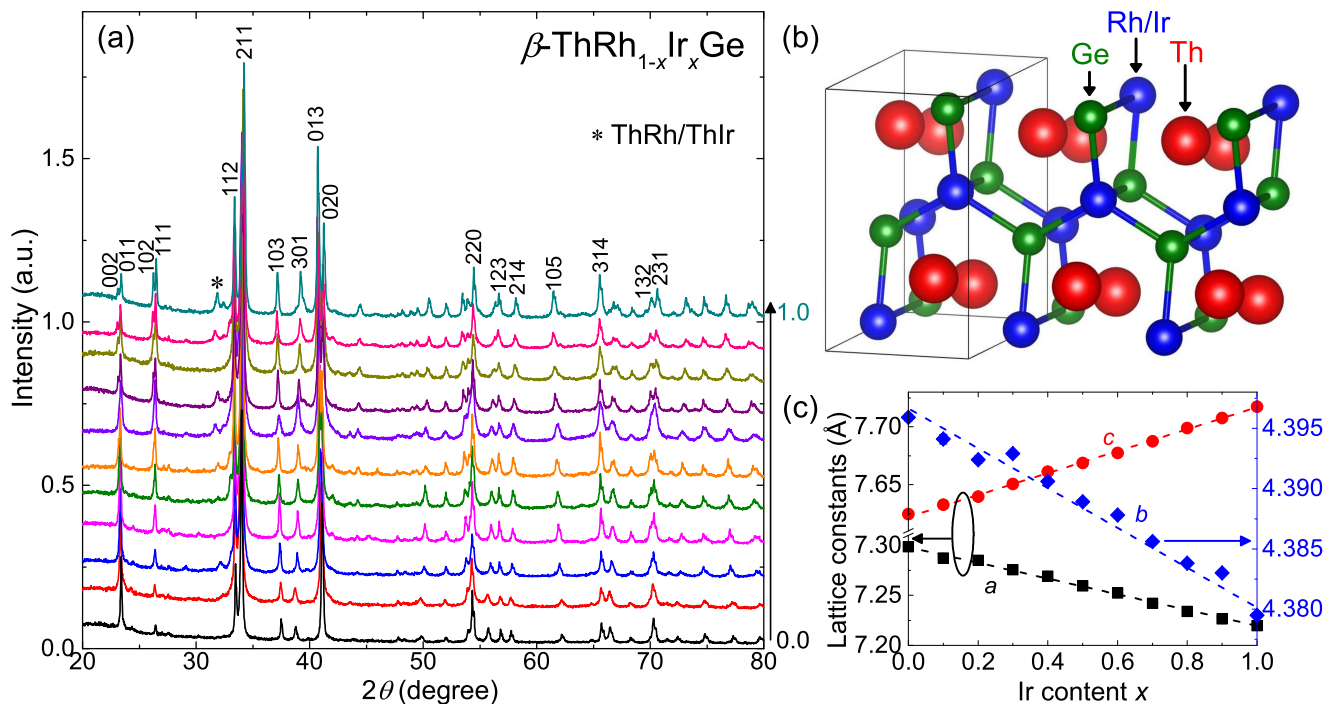 (a)
β-ThRh1-xIrxGe
* ThRh/ThIr
002
011
102
111
*
112
211
103
301
013
020
220
123
214
105
314
132
231
1.0
0.0
Intensity (a.u.)
1.5
1.0
0.5
0.0
20 30 40 50 60 70 80
2θ (degree)
(b)
Ge
Rh/Ir
Th
(c)
Lattice constants (Å)
7.70
7.65
7.30
7.25
7.20
c
b
a
4.395
4.390
4.385
4.380
0.0 0.2 0.4 0.6 0.8 1.0
Ir content x